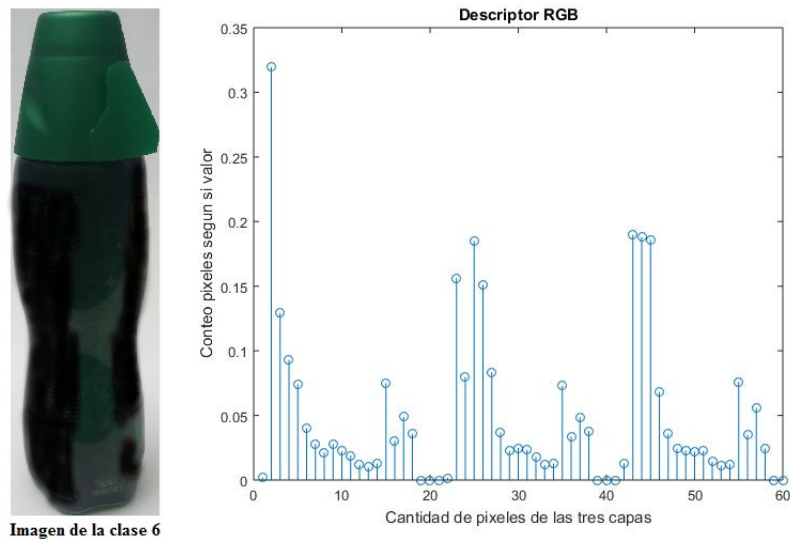 Descriptor RGB
0.35
0.3
0.25
0.2
0.15
0.1
0.05
0
Conteo pixeles segun si valor
0 10 20 30 40 50 60
Cantidad de pixeles de las tres capas
Imagen de la clase 6